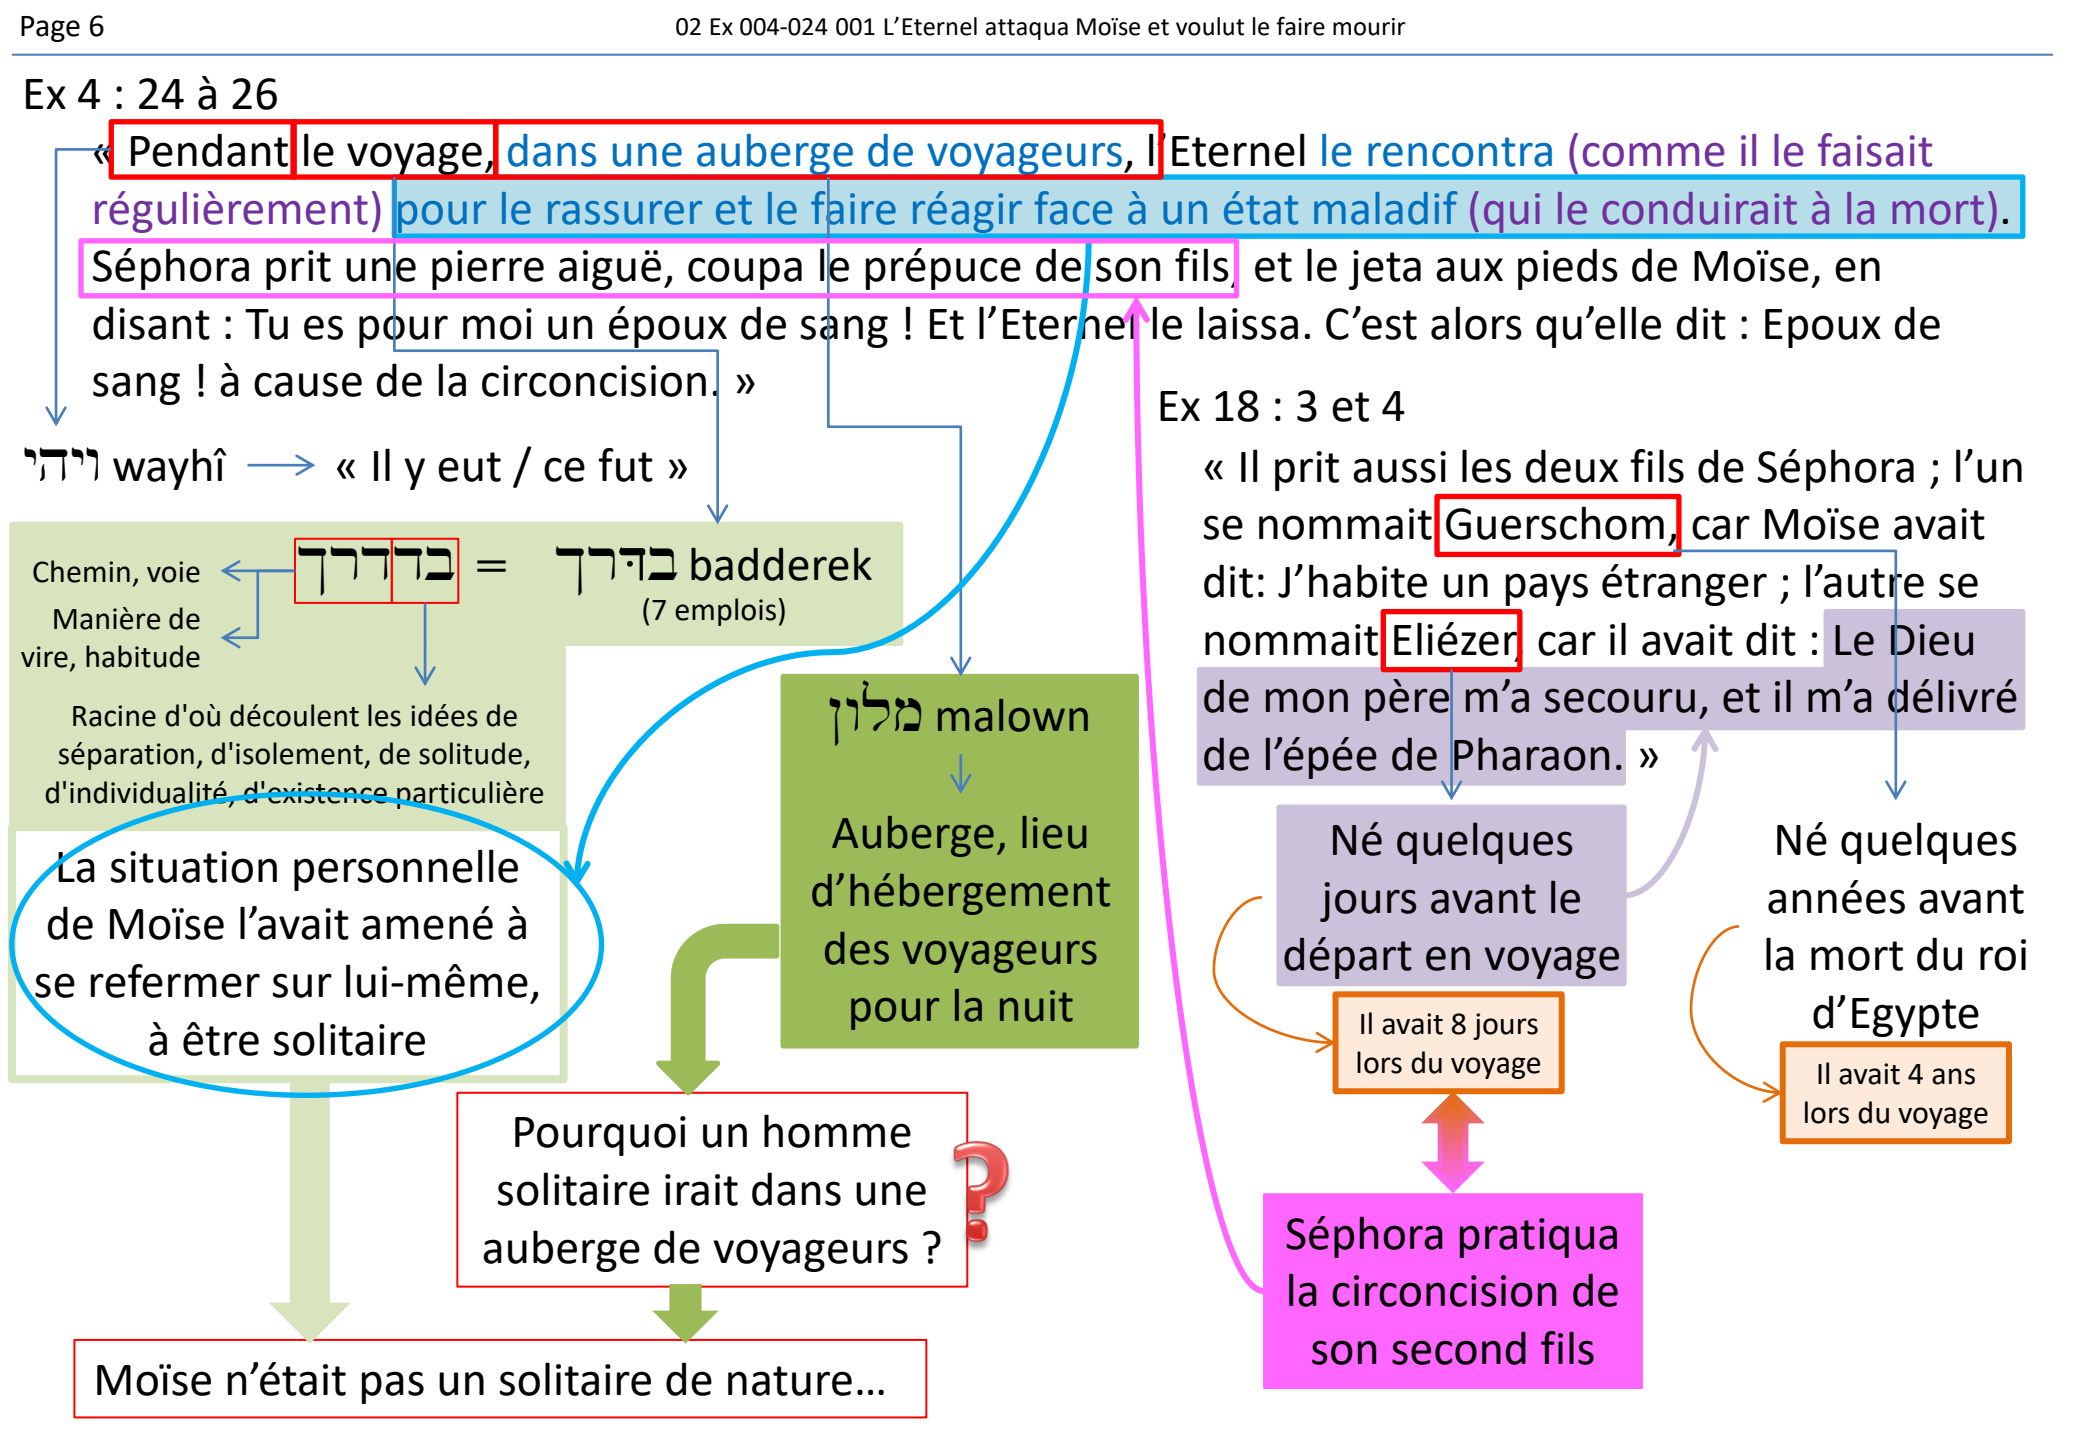 Page 6
02 Ex 004-024 001 L’Eternel attaqua Moïse et voulut le faire mourir
Ex 4 : 24 à 26
« Pendant le voyage, dans une auberge de voyageurs, l’Eternel le rencontra (comme il le faisait
régulièrement) pour le rassurer et le faire réagir face à un état maladif (qui le conduirait à la mort).
Séphora prit une pierre aiguë, coupa le prépuce de son fils, et le jeta aux pieds de Moïse, en
disant : Tu es pour moi un époux de sang ! Et l’Eternel le laissa. C’est alors qu’elle dit : Epoux de
sang ! à cause de la circoncision. »
ויהי wayhî « Il y eut / ce fut »
בדדרך = בדּרך badderek
(7 emplois)
Chemin, voie
Manière de
vire, habitude
Racine d'où découlent les idées de
séparation, d'isolement, de solitude,
d'individualité, d'existence particulière
La situation personnelle
de Moïse l’avait amené à
se refermer sur lui-même,
à être solitaire
מלון malown
Auberge, lieu
d’hébergement
des voyageurs
pour la nuit
Pourquoi un homme
solitaire irait dans une
auberge de voyageurs ?
?
Moïse n’était pas un solitaire de nature…
Ex 18 : 3 et 4
« Il prit aussi les deux fils de Séphora ; l’un
se nommait Guerschom, car Moïse avait
dit: J’habite un pays étranger ; l’autre se
nommait Eliézer, car il avait dit : Le Dieu
de mon père m’a secouru, et il m’a délivré
de l’épée de Pharaon. »
Né quelques
jours avant le
départ en voyage
Il avait 8 jours
lors du voyage
Né quelques
années avant
la mort du roi
d’Egypte
Il avait 4 ans
lors du voyage
Séphora pratiqua
la circoncision de
son second fils